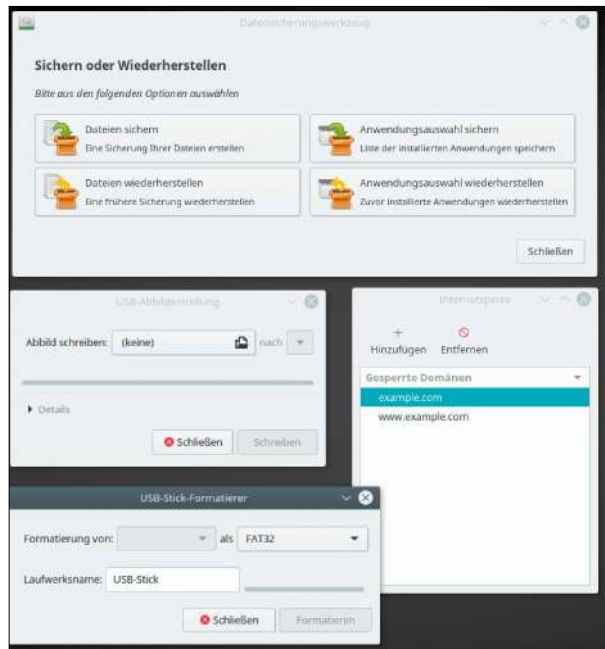 Datensicherungswerkzeug
Sichern oder Wiederherstellen
Bitte aus den folgenden Optionen auswählen
Dateien sichern
Eine Sicherung Ihrer Dateien erstellen
Anwendungsauswahl sichern
Liste der installierten Anwendungen speichern
Dateien wiederherstellen
Eine frühere Sicherung wiederherstellen
Anwendungsauswahl wiederherstellen
Zuvor installierte Anwendungen wiederherstellen
Schließen
USB-Abbilderstellung
Abbild schreiben: (keine) nach
Details
Schließen Schreiben
Internetsperre
Hinzufügen Entfernen
Gesperrte Domänen
example.com
www.example.com
USB-Stick-Formatierer
Formatierung von: als FAT32
Laufwerksname: USB-Stick
Schließen Formatieren